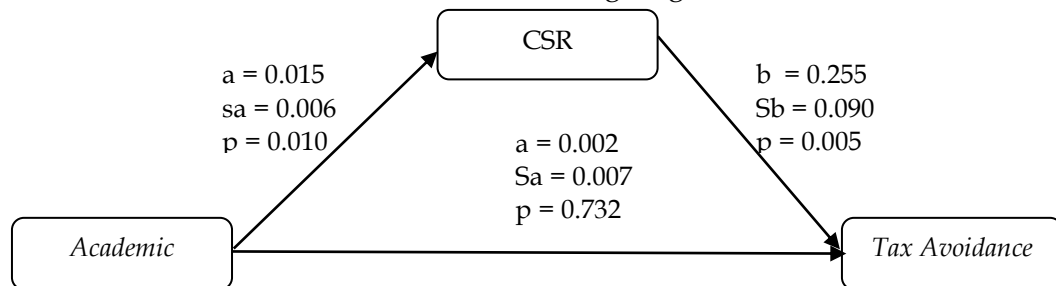 CSR
a = 0.015
sa = 0.006
p = 0.010
b = 0.255
Sb = 0.090
p = 0.005
a = 0.002
Sa = 0.007
p = 0.732
Academic
Tax Avoidance